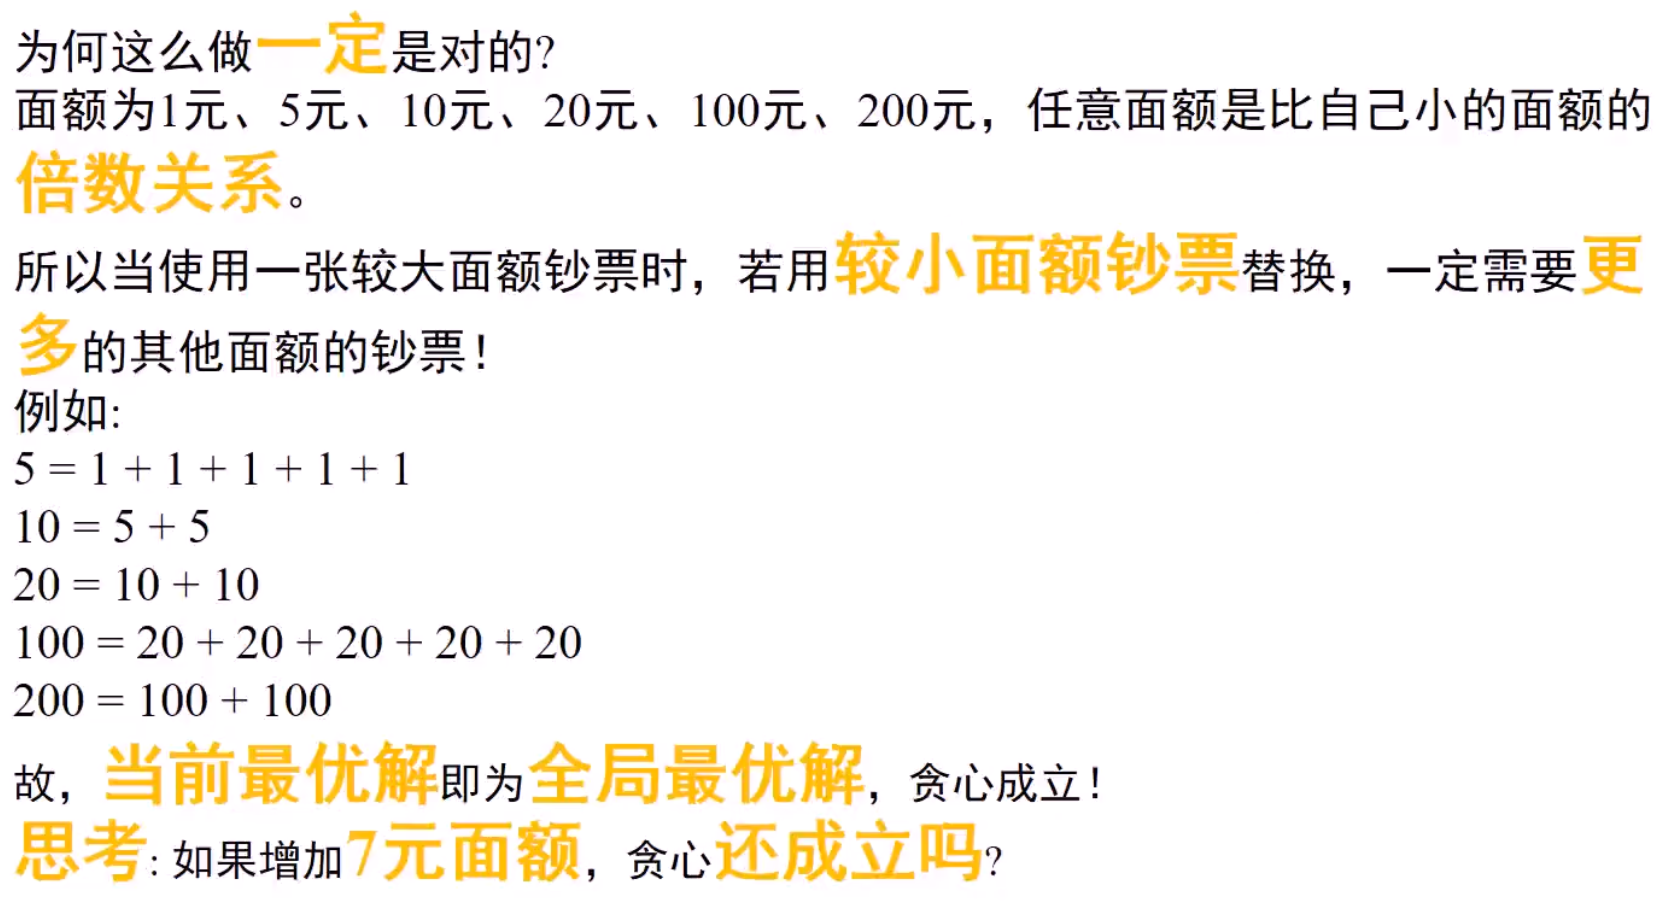 为何这么做一定是对的?
面额为1元、5元、10元、20元、100元、200元，任意面额是比自己小的面额的
倍数关系。
所以当使用一张较大面额钞票时，若用较小面额钞票替换，一定需要更
多的其他面额的钞票！
例如:
5 = 1 + 1 + 1 + 1 + 1
10 = 5 + 5
20 = 10 + 10
100 = 20 + 20 + 20 + 20 + 20
200 = 100 + 100
故，当前最优解即为全局最优解，贪心成立！
思考: 如果增加7元面额，贪心还成立吗?